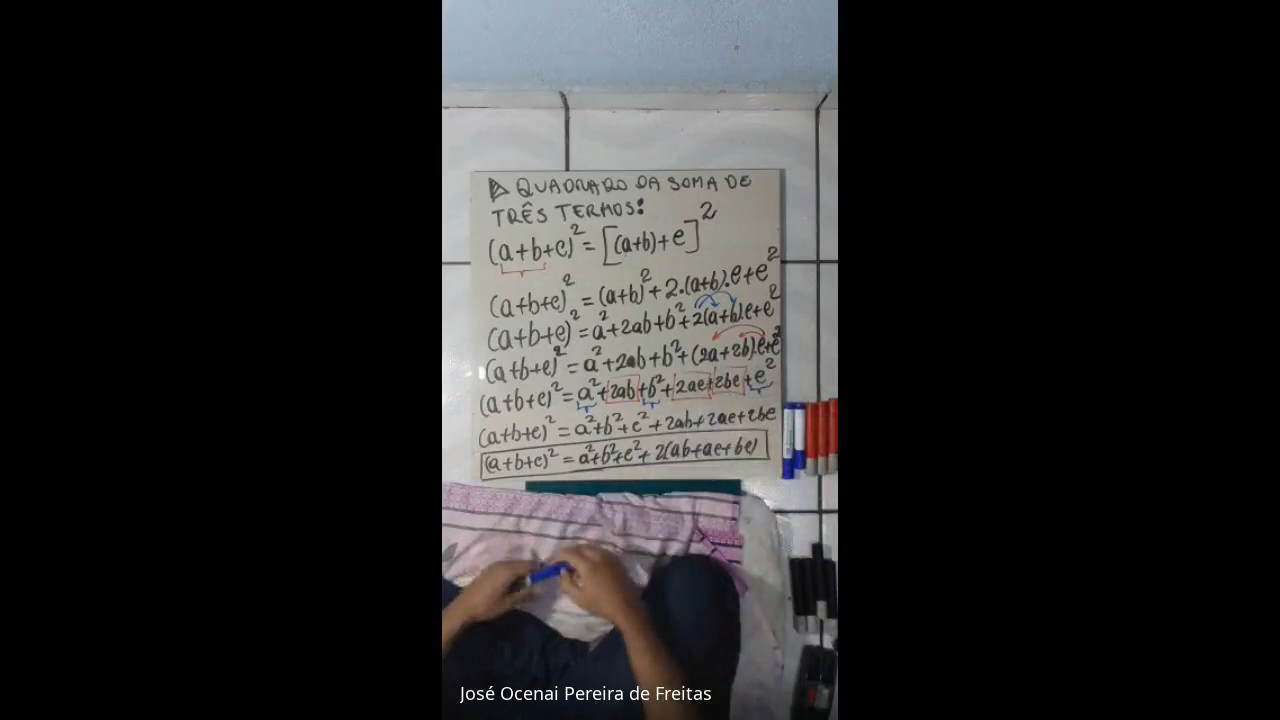 QUADRADO DA SOMA DE
TRÊS TERMOS:
(a+b+c)² = [(a+b)+c]²
(a+b+c)² = (a+b)²+2.(a+b).c+c²
(a+b+c)² = a²+2ab+b²+2(a+b).c+c²
(a+b+c)² = a²+2ab+b²+(2a+2b).c+c²
(a+b+c)² = a²+2ab+b²+2ac+2bc+c²
(a+b+c)² = a²+b²+c²+2ab+2ac+2bc
(a+b+c)² = a²+b²+c²+2(ab+ac+bc)
José Ocenai Pereira de Freitas